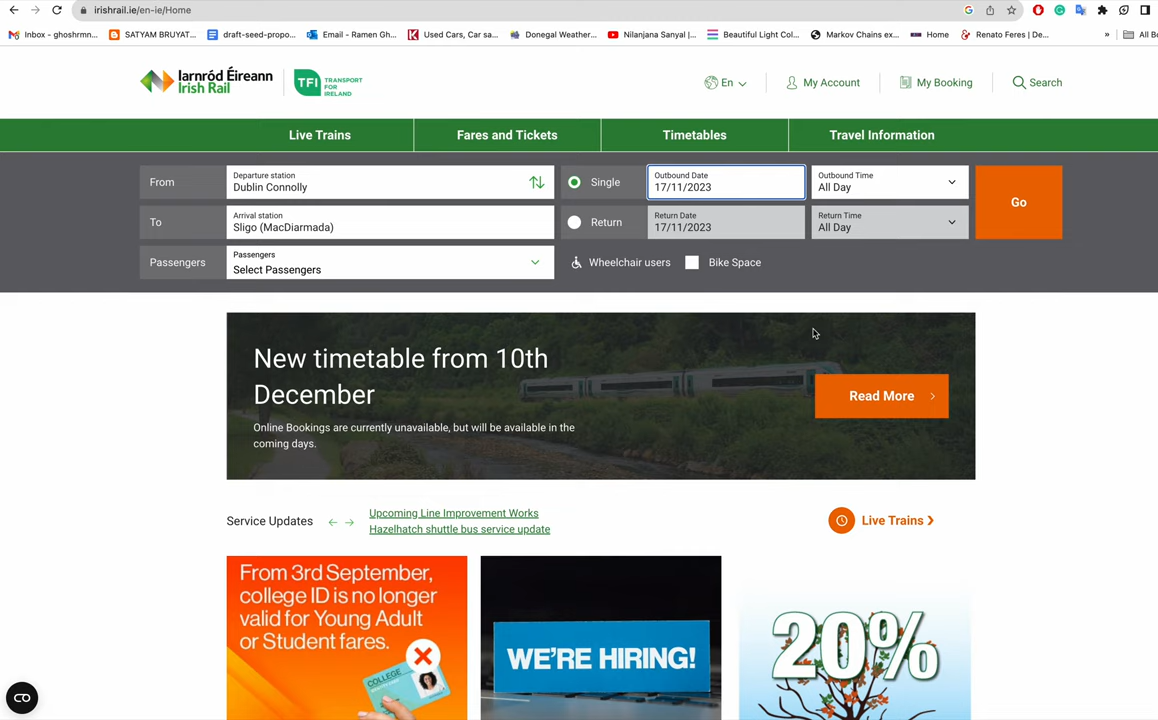 irishrail.ie/en-ie/Home
Inbox - ghoshrmn...
SATYAM BRUYAT...
draft-seed-propo...
Email - Ramen Gh...
Used Cars, Car sa...
Donegal Weather...
Nilanjana Sanyal |...
Beautiful Light Col...
Markov Chains ex...
Home
Renato Feres | De...
»
All Bo
Iarnród Éireann
Irish Rail
TFI
TRANSPORT
FOR
IRELAND
En
My Account
My Booking
Search
Live Trains
Fares and Tickets
Timetables
Travel Information
From
Departure station
Dublin Connolly
Single
Outbound Date
17/11/2023
Outbound Time
All Day
Go
To
Arrival station
Sligo (MacDiarmada)
Return
Return Date
17/11/2023
Return Time
All Day
Passengers
Passengers
Select Passengers
Wheelchair users
Bike Space
New timetable from 10th
December
Online Bookings are currently unavailable, but will be available in the
coming days.
Read More
Service Updates
Upcoming Line Improvement Works
Hazelhatch shuttle bus service update
Live Trains
From 3rd September,
college ID is no longer
valid for Young Adult
or Student fares.
COLLEGE
WE'RE HIRING!
20%